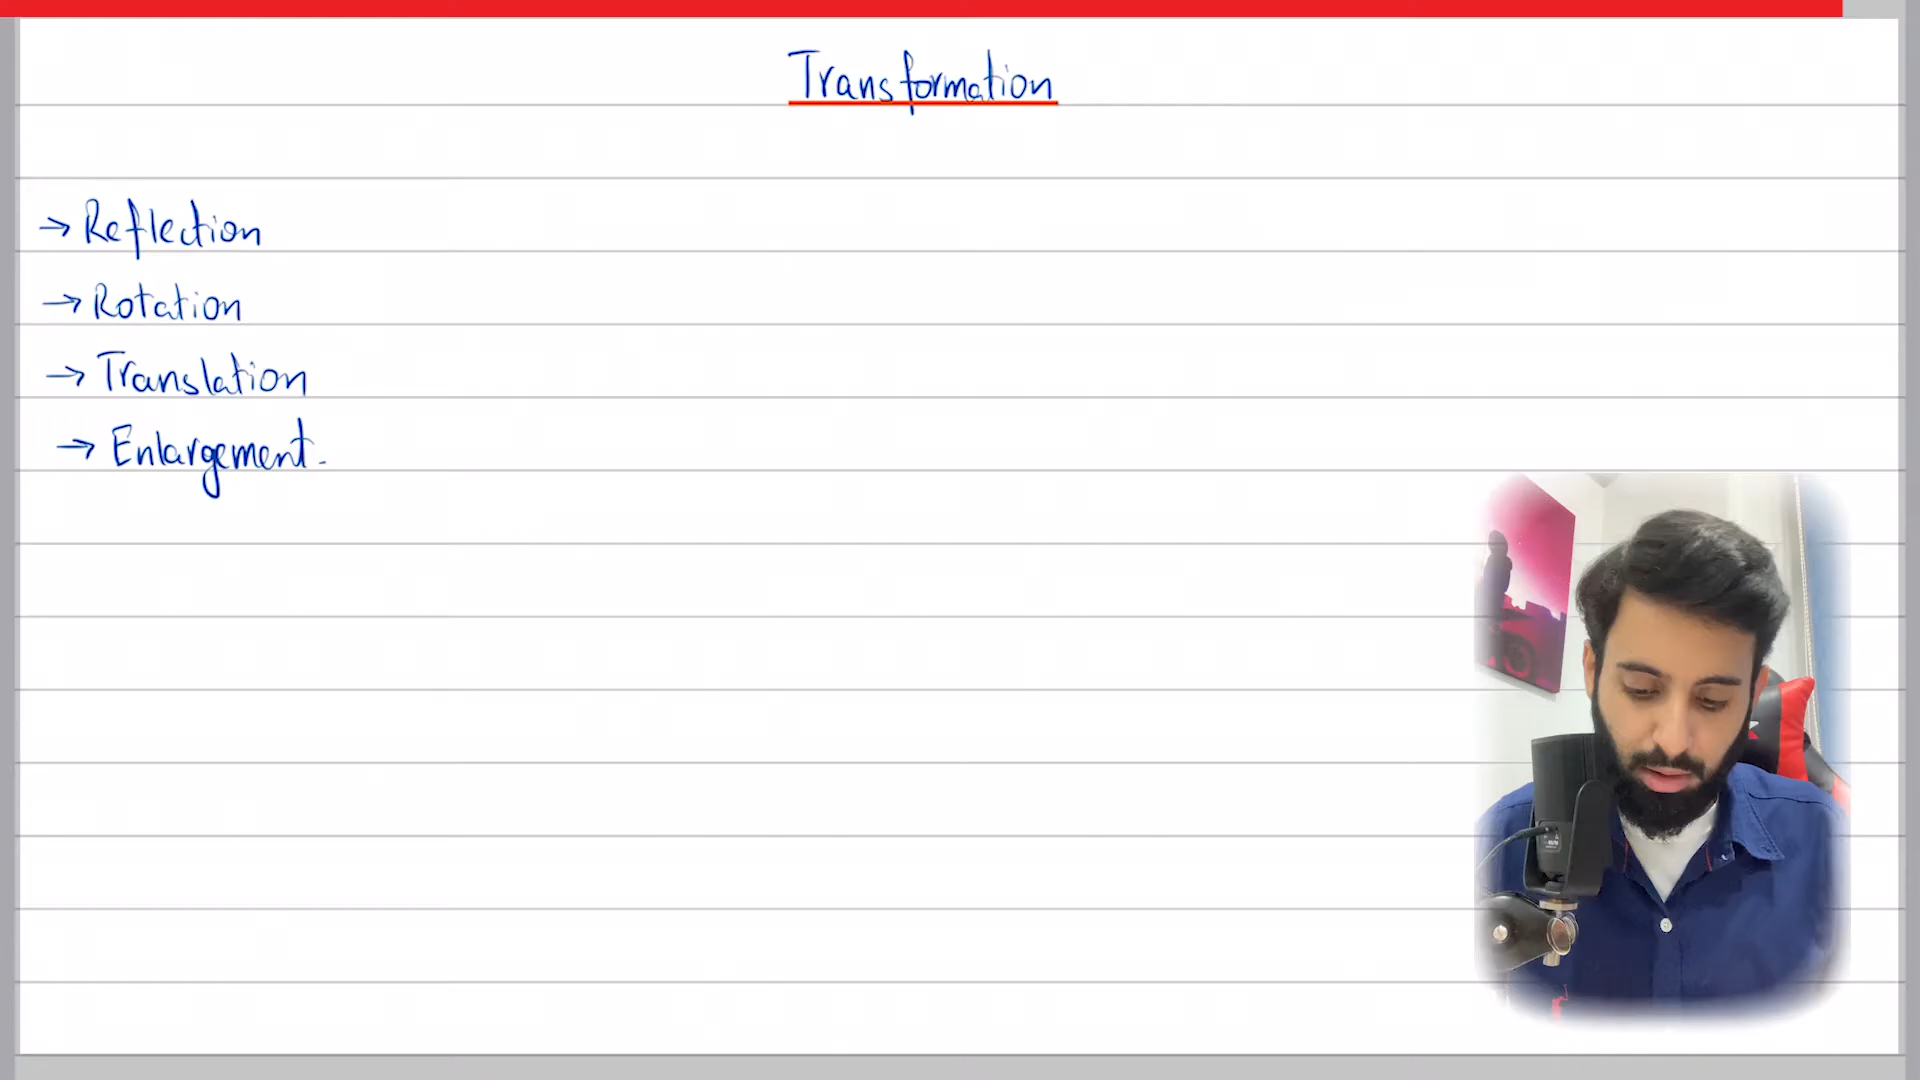 Transformation
→ Reflection
→ Rotation
→ Translation
→ Enlargement.